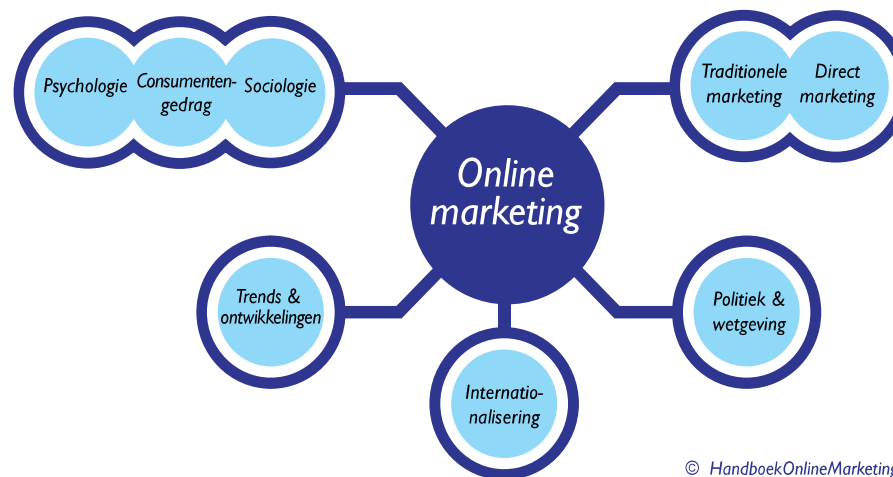 Psychologie
Consumenten-
gedrag
Sociologie
Traditionele
marketing
Direct
marketing
Online
marketing
Trends &
ontwikkelingen
Politiek &
wetgeving
Internatio-
nalisering
© HandboekOnlineMarketing